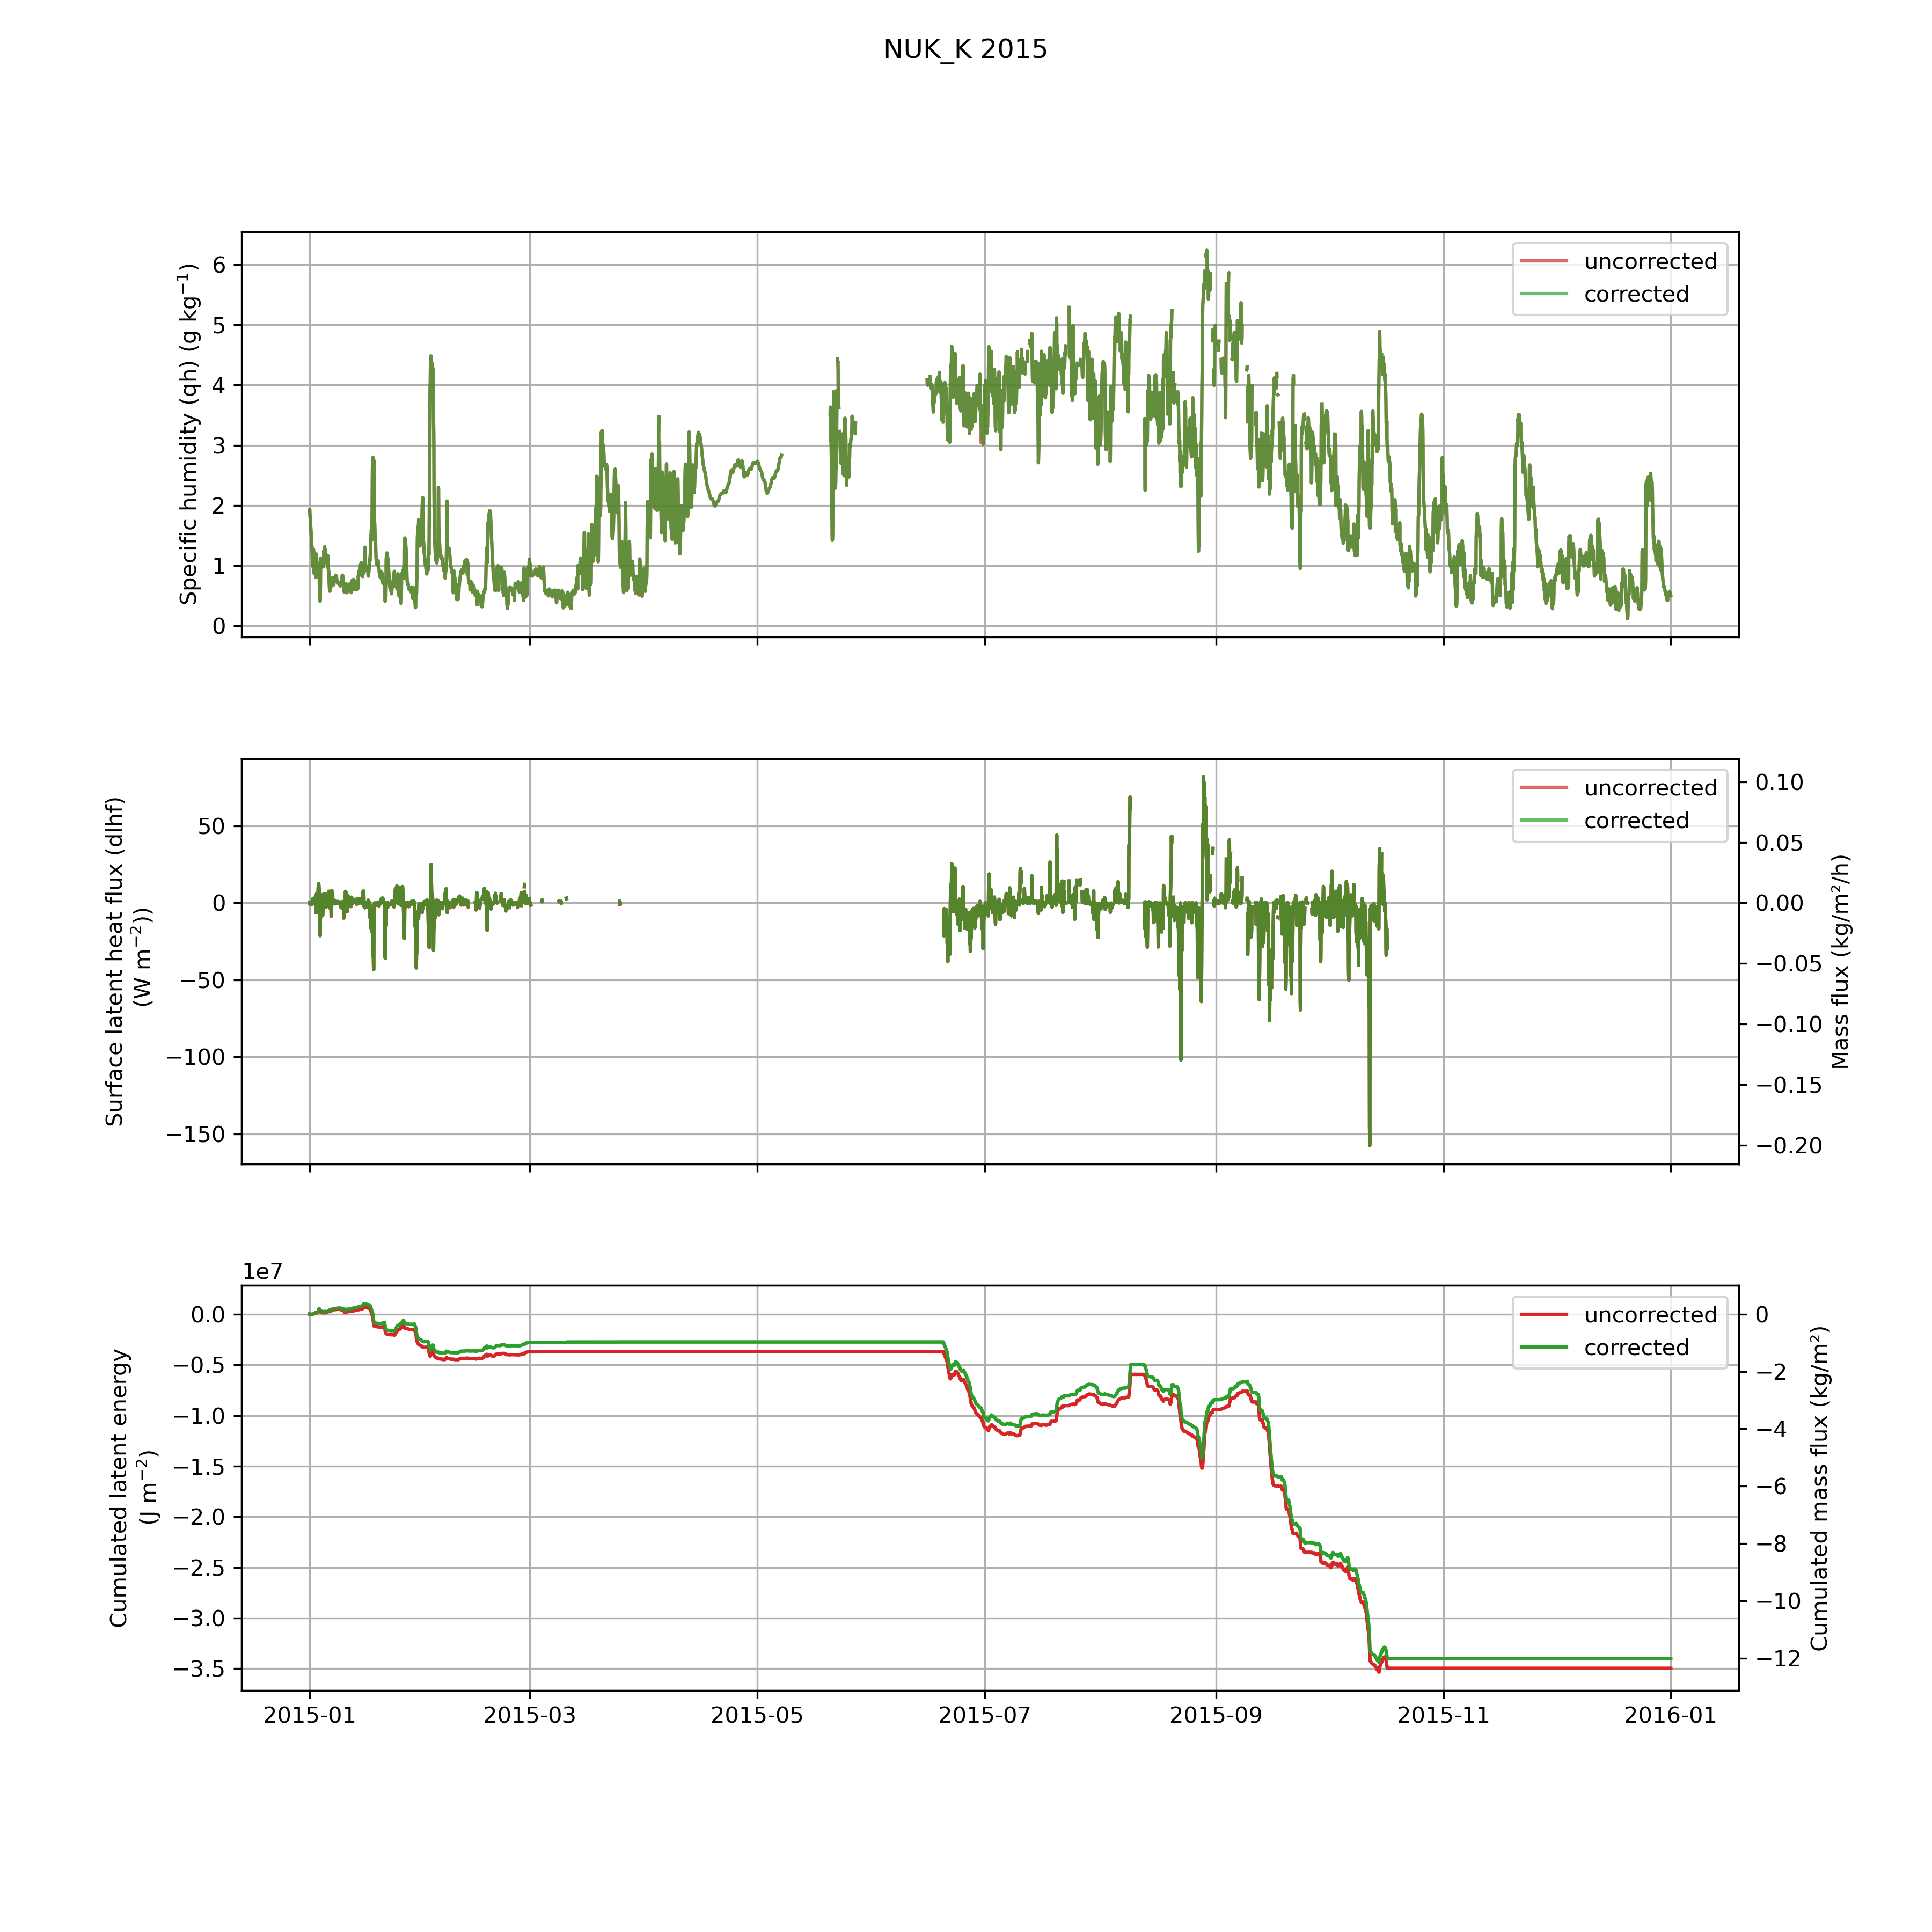 NUK_K 2015
Specific humidity (qh) (g kg⁻¹)
6
5
4
3
2
1
0
uncorrected
corrected
Surface latent heat flux (dlhf)
(W m⁻²))
50
0
−50
−100
−150
uncorrected
corrected
0.10
0.05
0.00
−0.05
−0.10
−0.15
−0.20
Mass flux (kg/m²/h)
1e7
Cumulated latent energy
(J m⁻²)
0.0
−0.5
−1.0
−1.5
−2.0
−2.5
−3.0
−3.5
uncorrected
corrected
0
−2
−4
−6
−8
−10
−12
Cumulated mass flux (kg/m²)
2015-01 2015-03 2015-05 2015-07 2015-09 2015-11 2016-01